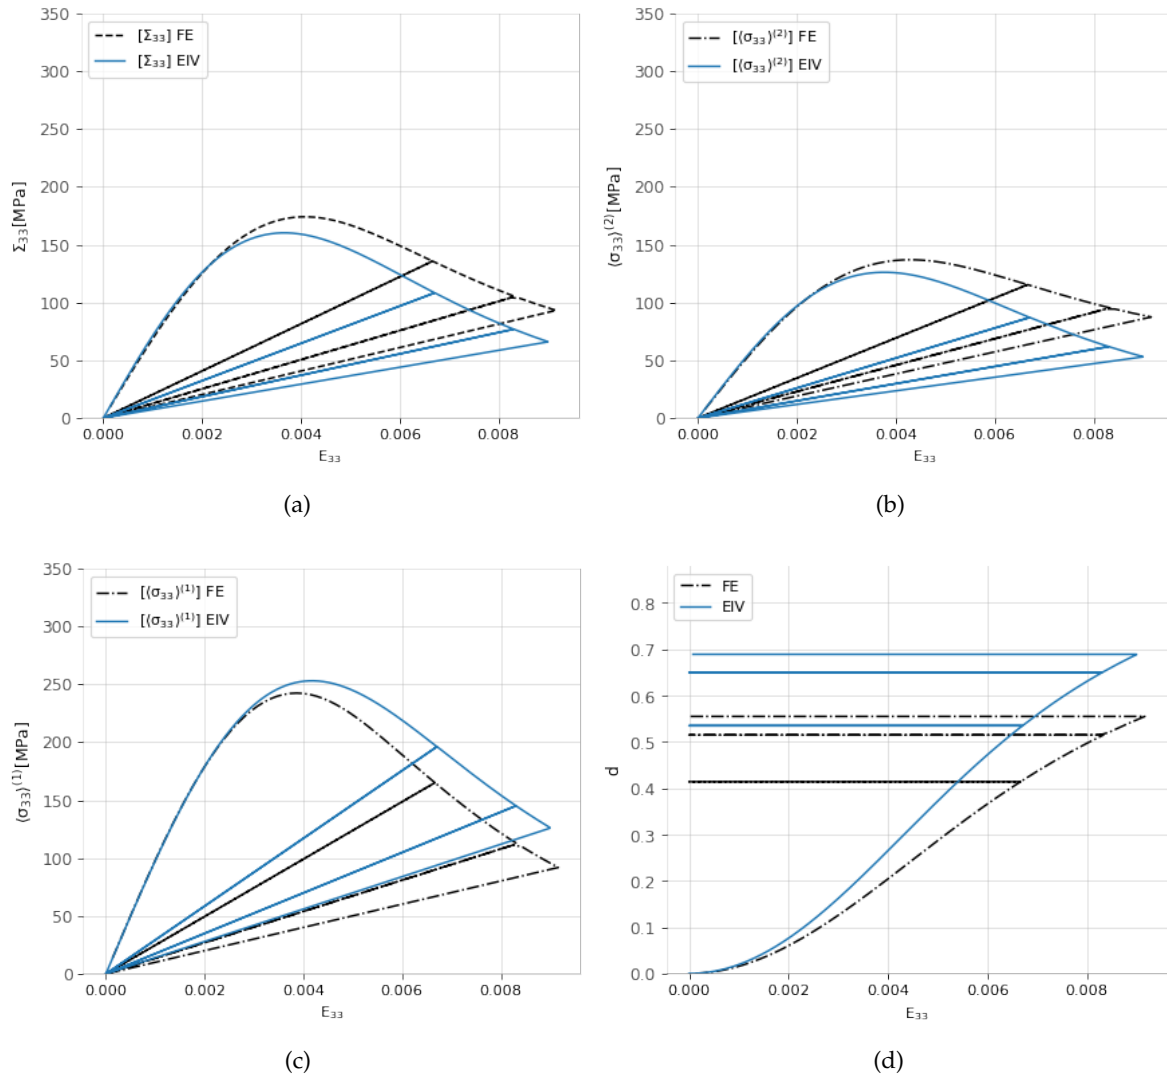 350
300
250
200
150
100
50
0
Σ₃₃[MPa]
[Σ₃₃] FE
[Σ₃₃] EIV
0.000 0.002 0.004 0.006 0.008
E₃₃
(a)
350
300
250
200
150
100
50
0
⟨σ₃₃⟩⁽²⁾[MPa]
[⟨σ₃₃⟩⁽²⁾] FE
[⟨σ₃₃⟩⁽²⁾] EIV
0.000 0.002 0.004 0.006 0.008
E₃₃
(b)
350
300
250
200
150
100
50
0
⟨σ₃₃⟩⁽¹⁾[MPa]
[⟨σ₃₃⟩⁽¹⁾] FE
[⟨σ₃₃⟩⁽¹⁾] EIV
0.000 0.002 0.004 0.006 0.008
E₃₃
(c)
0.8
0.7
0.6
0.5
0.4
0.3
0.2
0.1
0.0
d
FE
EIV
0.000 0.002 0.004 0.006 0.008
E₃₃
(d)